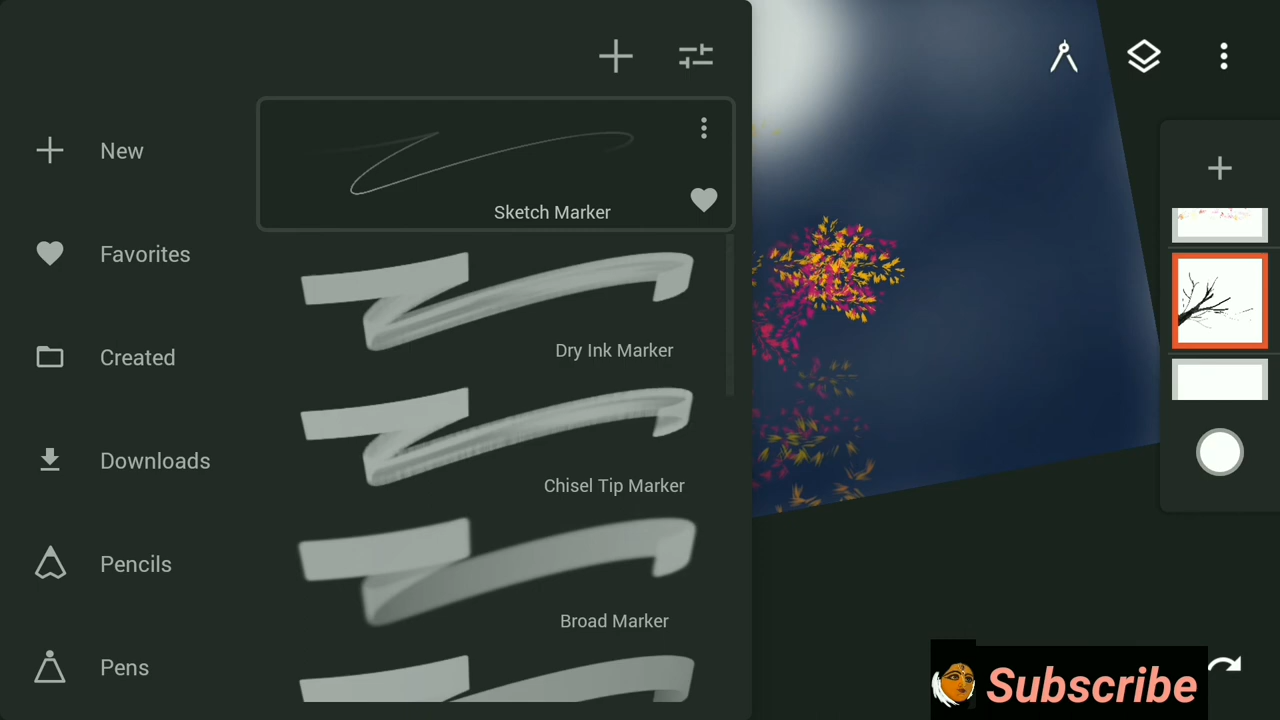 New
Favorites
Created
Downloads
Pencils
Pens
Sketch Marker
Dry Ink Marker
Chisel Tip Marker
Broad Marker
Subscribe